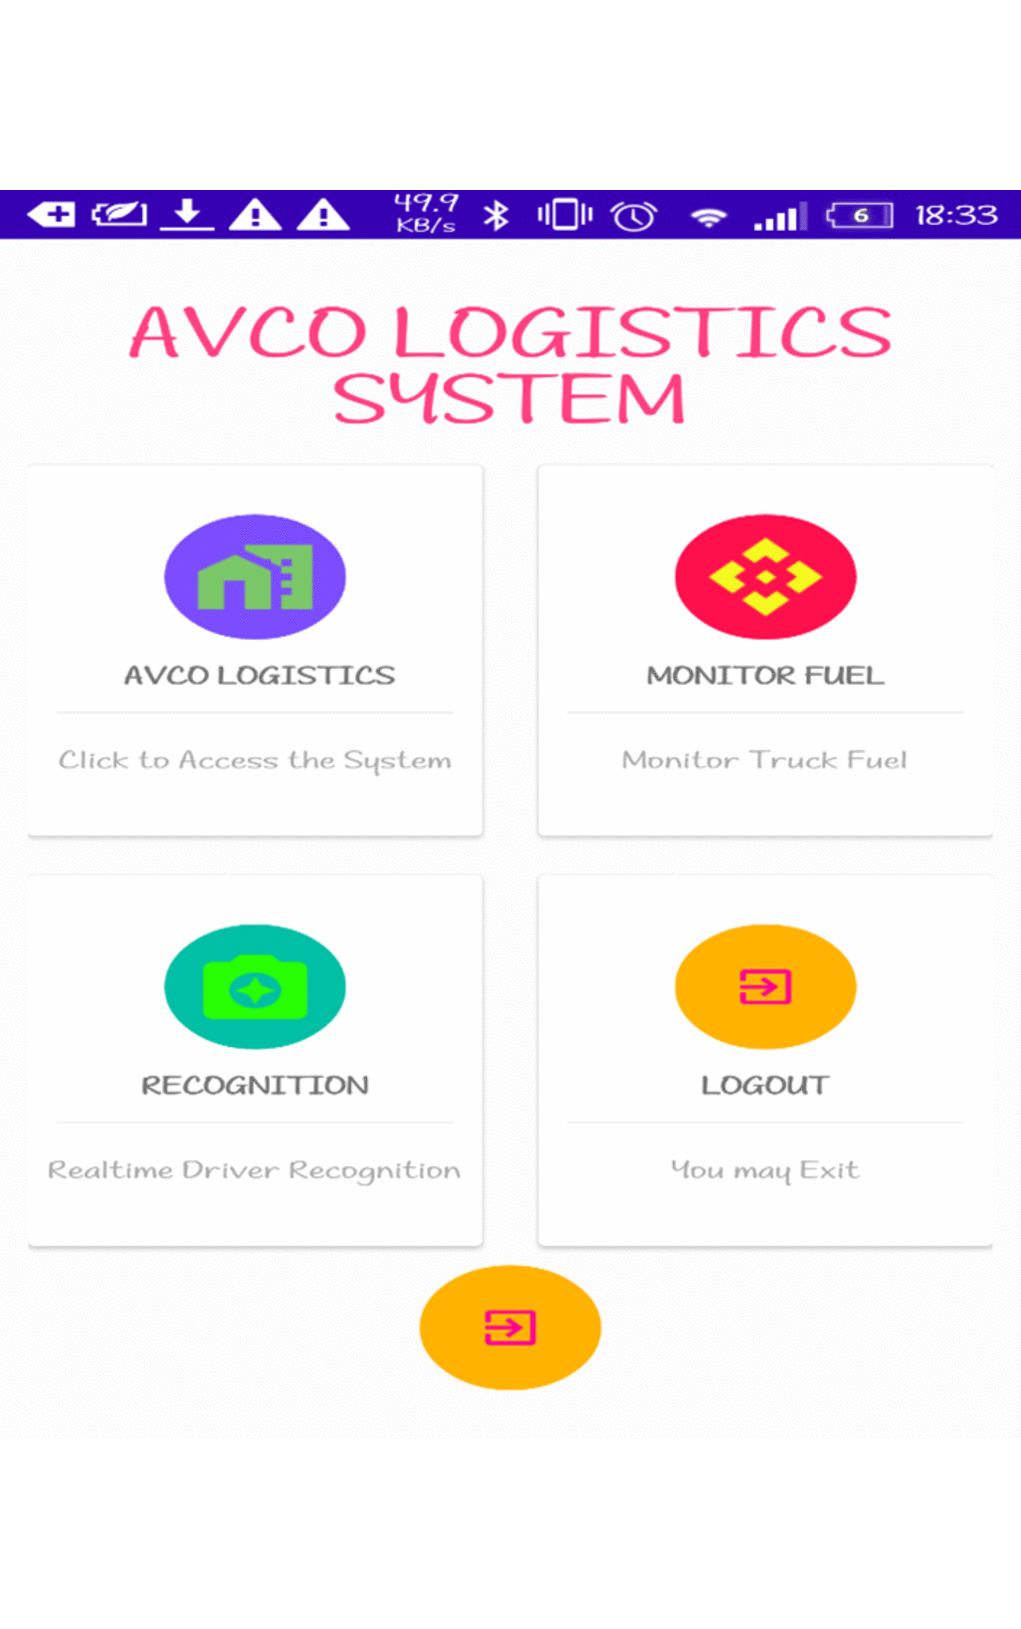 49.9
KB/s
6
18:33
AVCO LOGISTICS
SYSTEM
AVCO LOGISTICS
Click to Access the System
MONITOR FUEL
Monitor Truck Fuel
RECOGNITION
Realtime Driver Recognition
LOGOUT
You may Exit